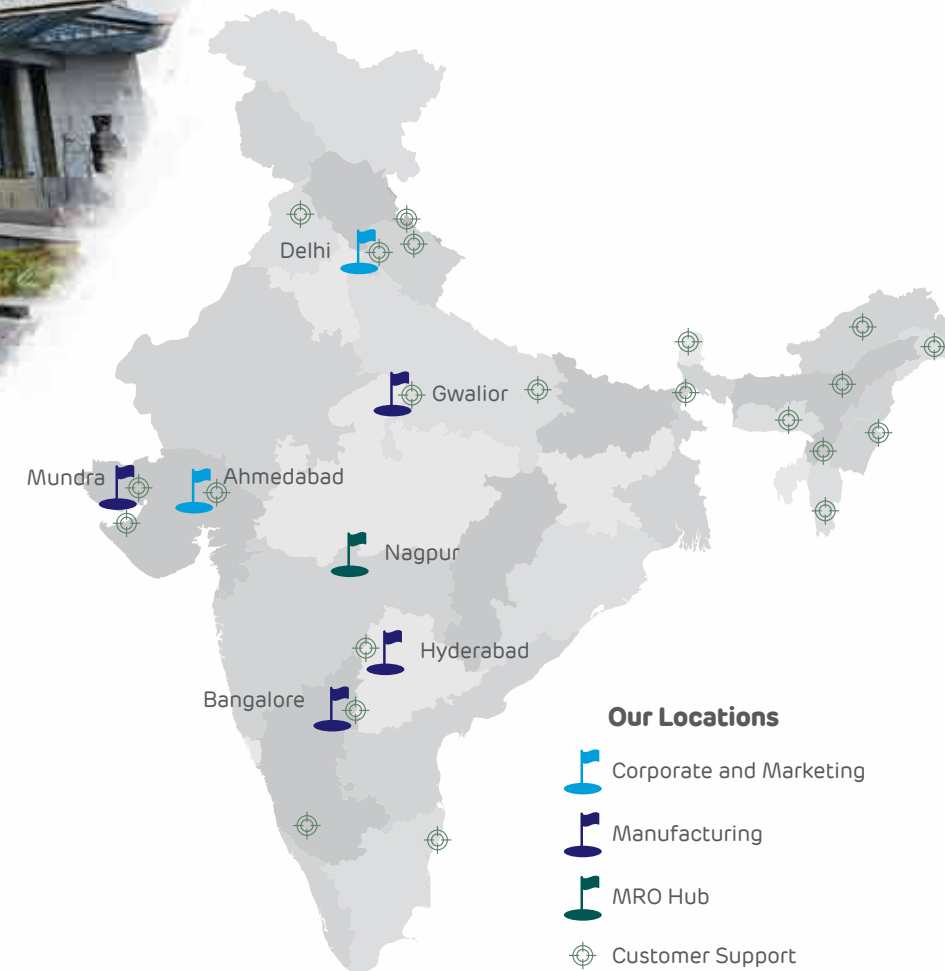 Delhi
Gwalior
Mundra
Ahmedabad
Nagpur
Hyderabad
Bangalore
Our Locations
Corporate and Marketing
Manufacturing
MRO Hub
Customer Support